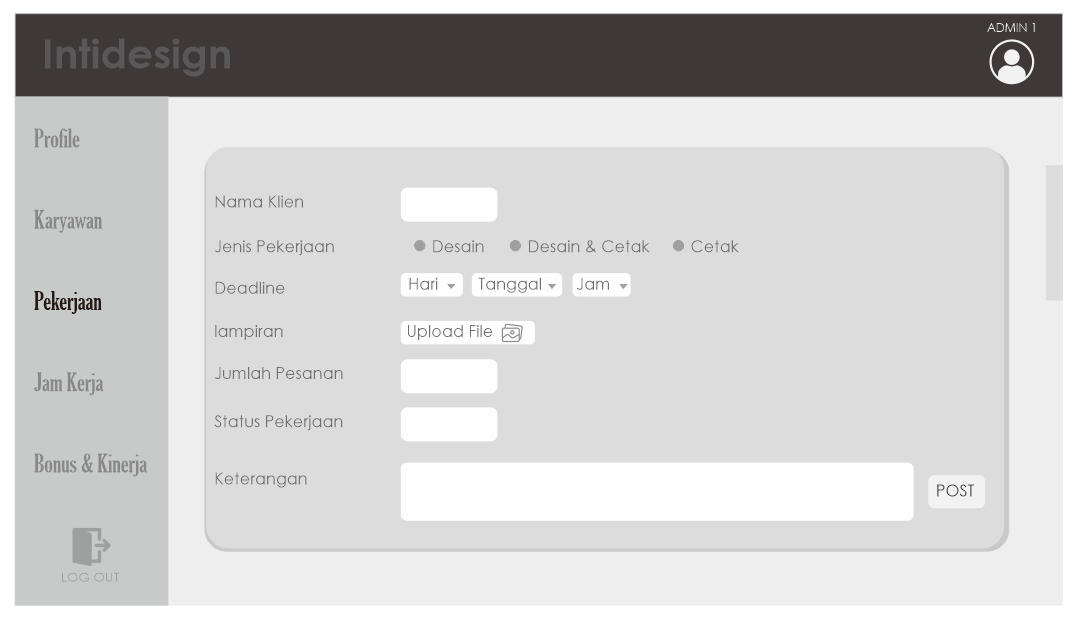 Intidesign
ADMIN 1
Profile
Karyawan
Pekerjaan
Jam Kerja
Bonus & Kinerja
LOG OUT
Nama Klien
Jenis Pekerjaan
Desain
Desain & Cetak
Cetak
Deadline
Hari
Tanggal
Jam
lampiran
Upload File
Jumlah Pesanan
Status Pekerjaan
Keterangan
POST